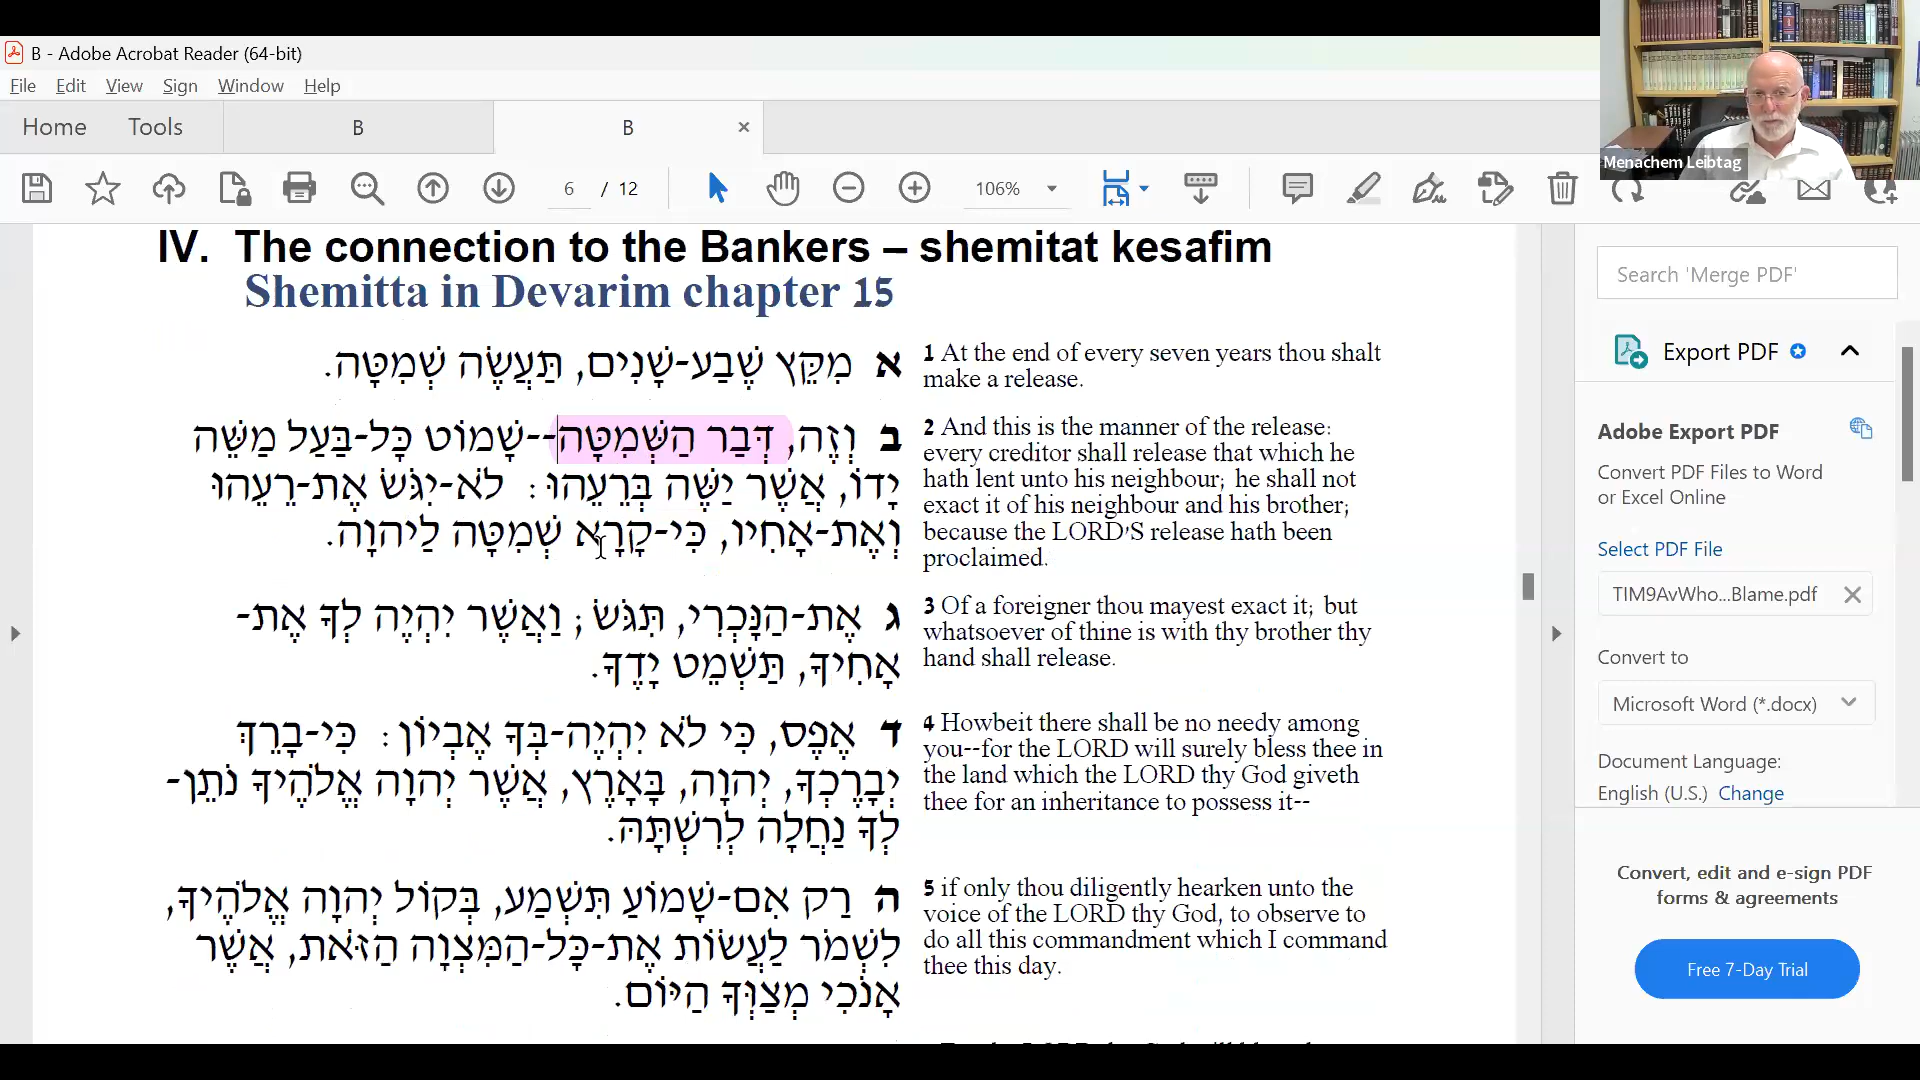 B - Adobe Acrobat Reader (64-bit)
File Edit View Sign Window Help
Home Tools B B
6 / 12 106%
Menachem Leibtag
IV. The connection to the Bankers – shemitat kesafim
Shemitta in Devarim chapter 15
א מִקֵּץ שֶׁבַע-שָׁנִים, תַּעֲשֶׂה שְׁמִטָּה.
ב וְזֶה, דְּבַר הַשְּׁמִטָּה--שָׁמוֹט כָּל-בַּעַל מַשֵּׁה
יָדוֹ, אֲשֶׁר יַשֶּׁה בְּרֵעֵהוּ: לֹא-יִגֹּשׂ אֶת-רֵעֵהוּ
וְאֶת-אָחִיו, כִּי-קָרָא שְׁמִטָּה לַיהוָה.
ג אֶת-הַנָּכְרִי, תִּגֹּשׂ; וַאֲשֶׁר יִהְיֶה לְךָ אֶת-
אָחִיךָ, תַּשְׁמֵט יָדֶךָ.
ד אֶפֶס, כִּי לֹא יִהְיֶה-בְּךָ אֶבְיוֹן: כִּי-בָרֵךְ
יְבָרֶכְךָ, יְהוָה, בָּאָרֶץ, אֲשֶׁר יְהוָה אֱלֹהֶיךָ נֹתֵן-
לְךָ נַחֲלָה לְרִשְׁתָּהּ.
ה רַק אִם-שָׁמוֹעַ תִּשְׁמַע, בְּקוֹל יְהוָה אֱלֹהֶיךָ,
לִשְׁמֹר לַעֲשׂוֹת אֶת-כָּל-הַמִּצְוָה הַזֹּאת, אֲשֶׁר
אָנֹכִי מְצַוְּךָ הַיּוֹם.
1 At the end of every seven years thou shalt
make a release.
2 And this is the manner of the release:
every creditor shall release that which he
hath lent unto his neighbour; he shall not
exact it of his neighbour and his brother;
because the LORD'S release hath been
proclaimed.
3 Of a foreigner thou mayest exact it; but
whatsoever of thine is with thy brother thy
hand shall release.
4 Howbeit there shall be no needy among
you--for the LORD will surely bless thee in
the land which the LORD thy God giveth
thee for an inheritance to possess it--
5 if only thou diligently hearken unto the
voice of the LORD thy God, to observe to
do all this commandment which I command
thee this day.
Search 'Merge PDF'
Export PDF
Adobe Export PDF
Convert PDF Files to Word
or Excel Online
Select PDF File
TIM9AvWho...Blame.pdf
Convert to
Microsoft Word (*.docx)
Document Language:
English (U.S.) Change
Convert, edit and e-sign PDF
forms & agreements
Free 7-Day Trial